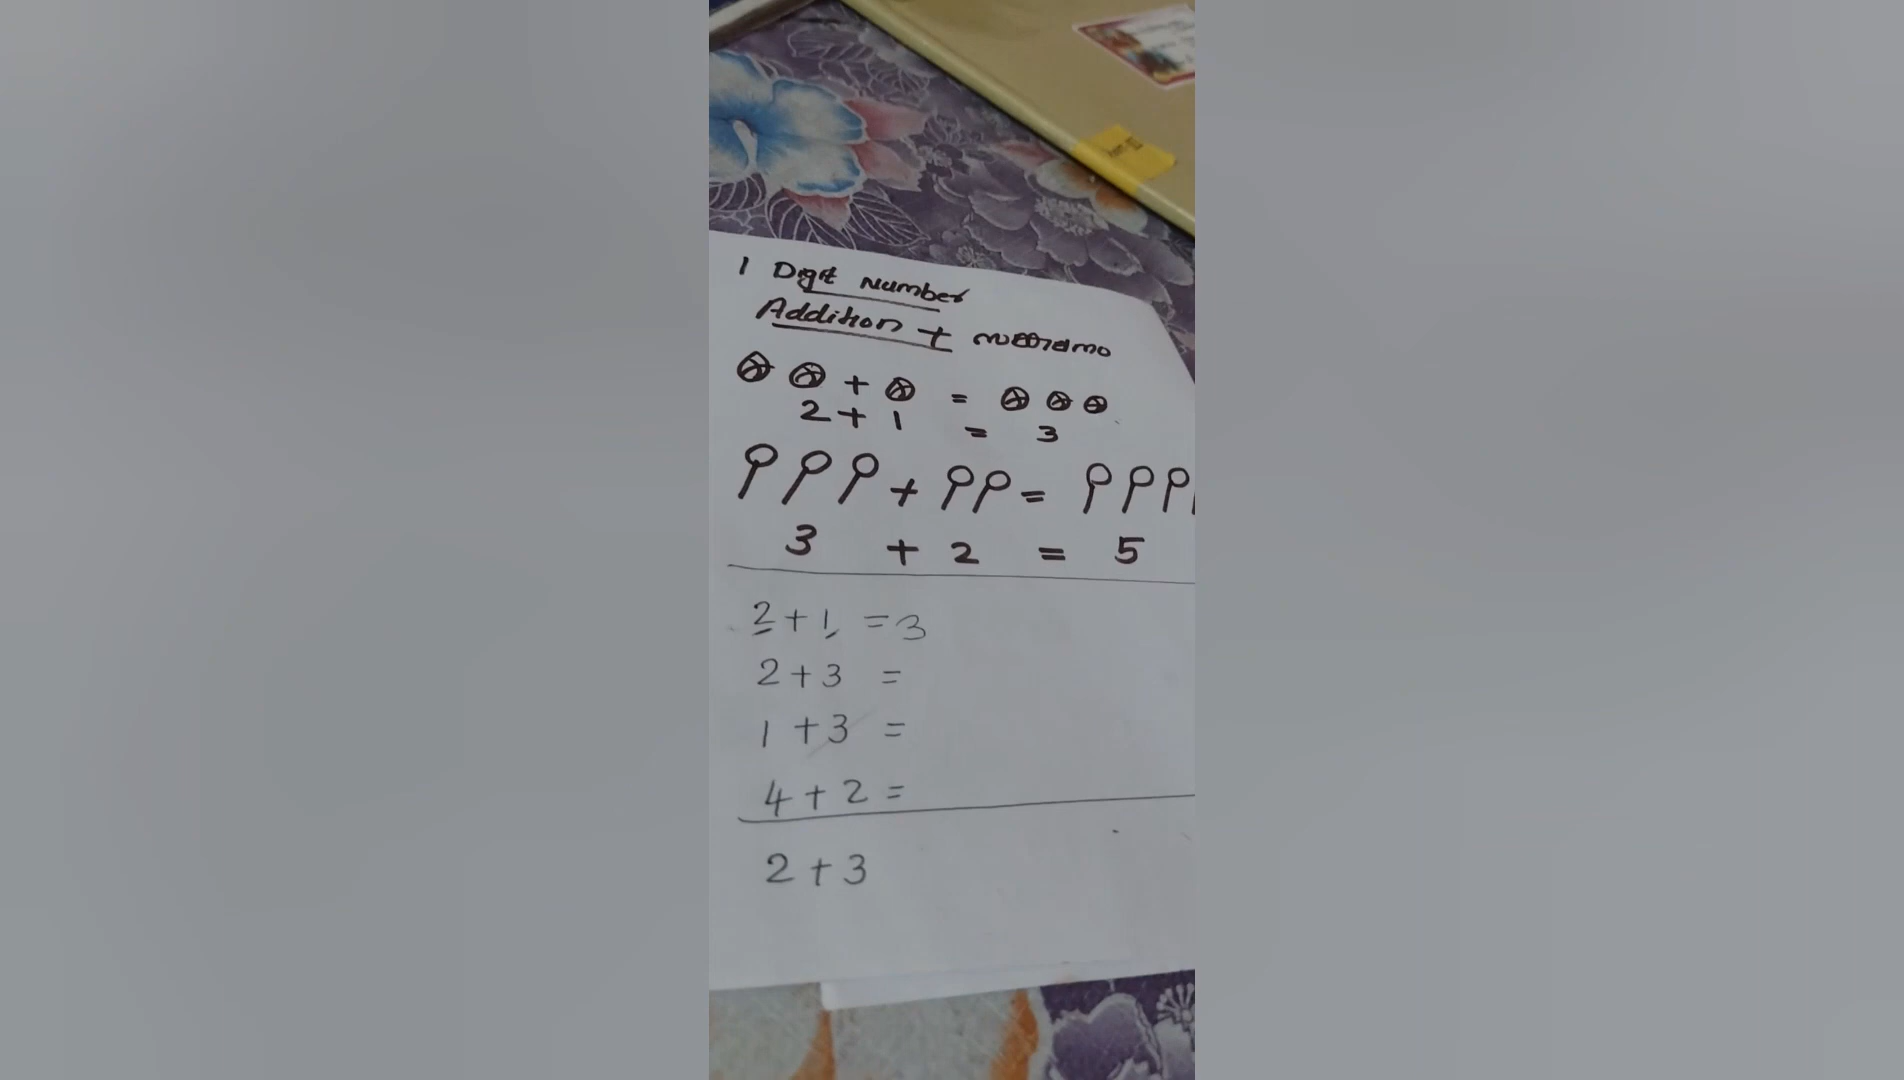 1 Digit Number
Addition +
+ =
2 + 1 = 3
+ =
3 + 2 = 5
2 + 1 = 3
2 + 3 =
1 + 3 =
4 + 2 =
2 + 3